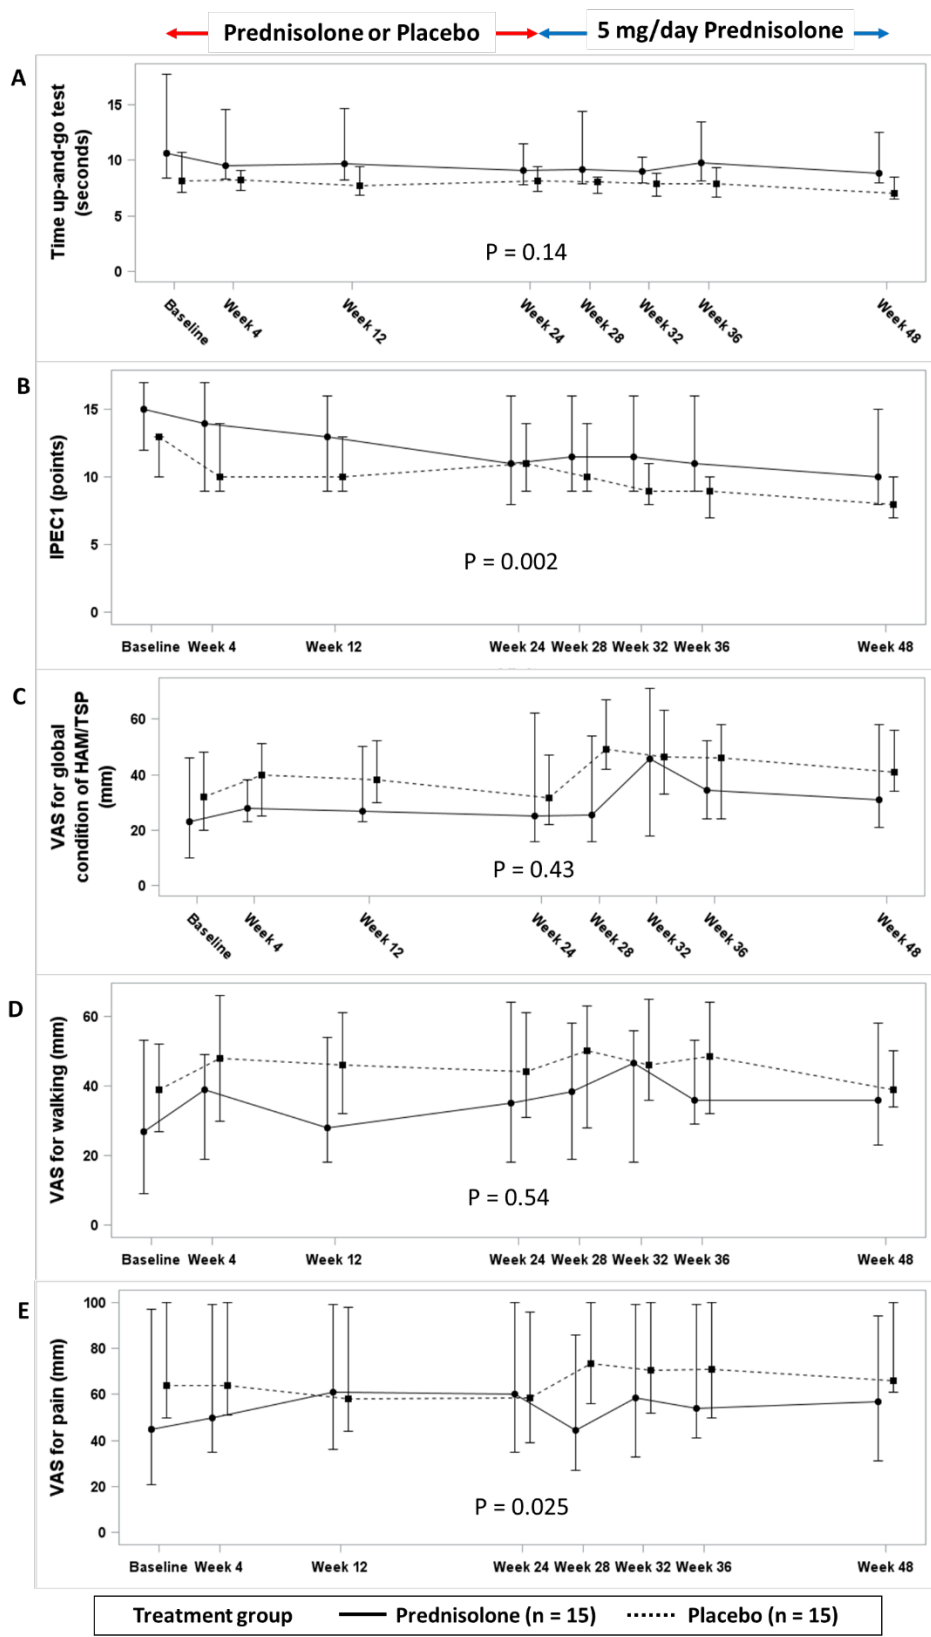 Prednisolone or Placebo
5 mg/day Prednisolone
A
Time up-and-go test
(seconds)
15
10
5
0
P = 0.14
Baseline
Week 4
Week 12
Week 24
Week 28
Week 32
Week 36
Week 48
B
IPEC1 (points)
15
10
5
0
P = 0.002
Baseline Week 4 Week 12 Week 24 Week 28 Week 32 Week 36 Week 48
C
VAS for global
condition of HAM/TSP
(mm)
60
40
20
0
P = 0.43
Baseline
Week 4
Week 12
Week 24
Week 28
Week 32
Week 36
Week 48
D
VAS for walking (mm)
60
40
20
0
P = 0.54
Baseline Week 4 Week 12 Week 24 Week 28 Week 32 Week 36 Week 48
E
VAS for pain (mm)
100
80
60
40
20
0
P = 0.025
Baseline Week 4 Week 12 Week 24 Week 28 Week 32 Week 36 Week 48
Treatment group Prednisolone (n = 15) Placebo (n = 15)